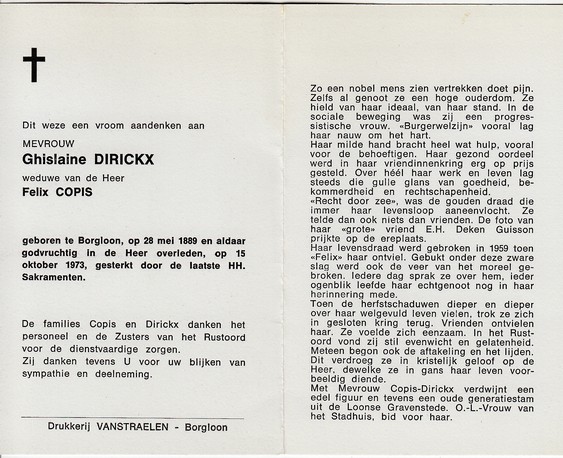 Dit weze een vroom aandenken aan
MEVROUW
Ghislaine DIRICKX
weduwe van de Heer
Felix COPIS
geboren te Borgloon, op 28 mei 1889 en aldaar
godvruchtig in de Heer overleden, op 15
oktober 1973, gesterkt door de laatste HH.
Sakramenten.
De families Copis en Dirickx danken het
personeel en de Zusters van het Rustoord
voor de dienstvaardige zorgen.
Zij danken tevens U voor uw blijken van
sympathie en deelneming.
Drukkerij VANSTRAELEN - Borgloon
Zo een nobel mens zien vertrekken doet pijn.
Zelfs al genoot ze een hoge ouderdom. Ze
hield van haar ideaal, van haar stand. In de
sociale beweging was zij een progres-
sistische vrouw. «Burgerwelzijn» vooral lag
haar nauw om het hart.
Haar milde hand bracht heel wat hulp, vooral
voor de behoeftigen. Haar gezond oordeel
werd in haar vriendinnenkring erg op prijs
gesteld. Over héél haar werk en leven lag
steeds die gulle glans van goedheid, be-
kommerdheid en rechtschapenheid.
«Recht door zee», was de gouden draad die
immer haar levensloop aaneenvlocht. Ze
telde dan ook niets dan vrienden. De foto van
haar «grote» vriend E.H. Deken Guisson
prijkte op de ereplaats.
Haar levensdraad werd gebroken in 1959 toen
«Felix» haar ontviel. Gebukt onder deze zware
slag werd ook de veer van het moreel ge-
broken. Iedere dag sprak ze over hem, ieder
ogenblik leefde haar echtgenoot nog in haar
herinnering mede.
Toen de herfstschaduwen dieper en dieper
over haar welgevuld leven vielen, trok ze zich
in gesloten kring terug. Vrienden ontvielen
haar. Ze voelde zich eenzaam. In het Rust-
oord vond zij stil evenwicht en gelatenheid.
Meteen begon ook de aftakeling en het lijden.
Dit verdroeg ze in kristelijk geloof op de
Heer, dewelke ze in gans haar leven voor-
beeldig diende.
Met Mevrouw Copis-Dirickx verdwijnt een
edel figuur en tevens een oude generatiestam
uit de Loonse Gravenstede. O.-L.-Vrouw van
het Stadhuis, bid voor haar.